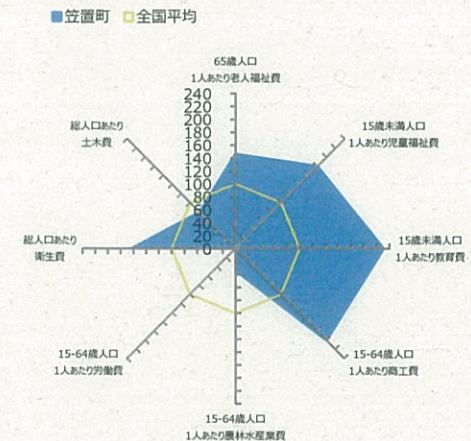 笠置町 全国平均
65歳人口
1人あたり老人福祉費
15歳未満人口
1人あたり児童福祉費
15歳未満人口
1人あたり教育費
15-64歳人口
1人あたり商工費
15-64歳人口
1人あたり農林水産業費
15-64歳人口
1人あたり労働費
総人口あたり
衛生費
総人口あたり
土木費
240
220
200
180
160
140
120
100
80
60
40
20
0